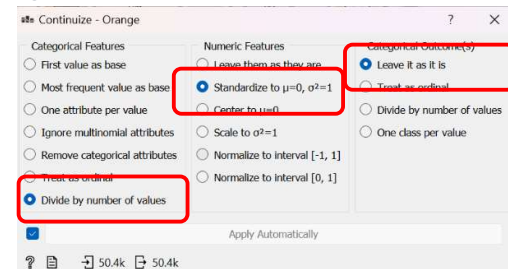 Continuize - Orange
Categorical Features
First value as base
Most frequent value as base
One attribute per value
Ignore multinomial attributes
Remove categorical attributes
Treat as ordinal
Divide by number of values
Numeric Features
Leave them as they are
Standardize to μ=0, σ²=1
Center to μ=0
Scale to σ²=1
Normalize to interval [-1, 1]
Normalize to interval [0, 1]
Categorical Outcome(s)
Leave it as it is
Treat as ordinal
Divide by number of values
One class per value
Apply Automatically
? 50.4k 50.4k